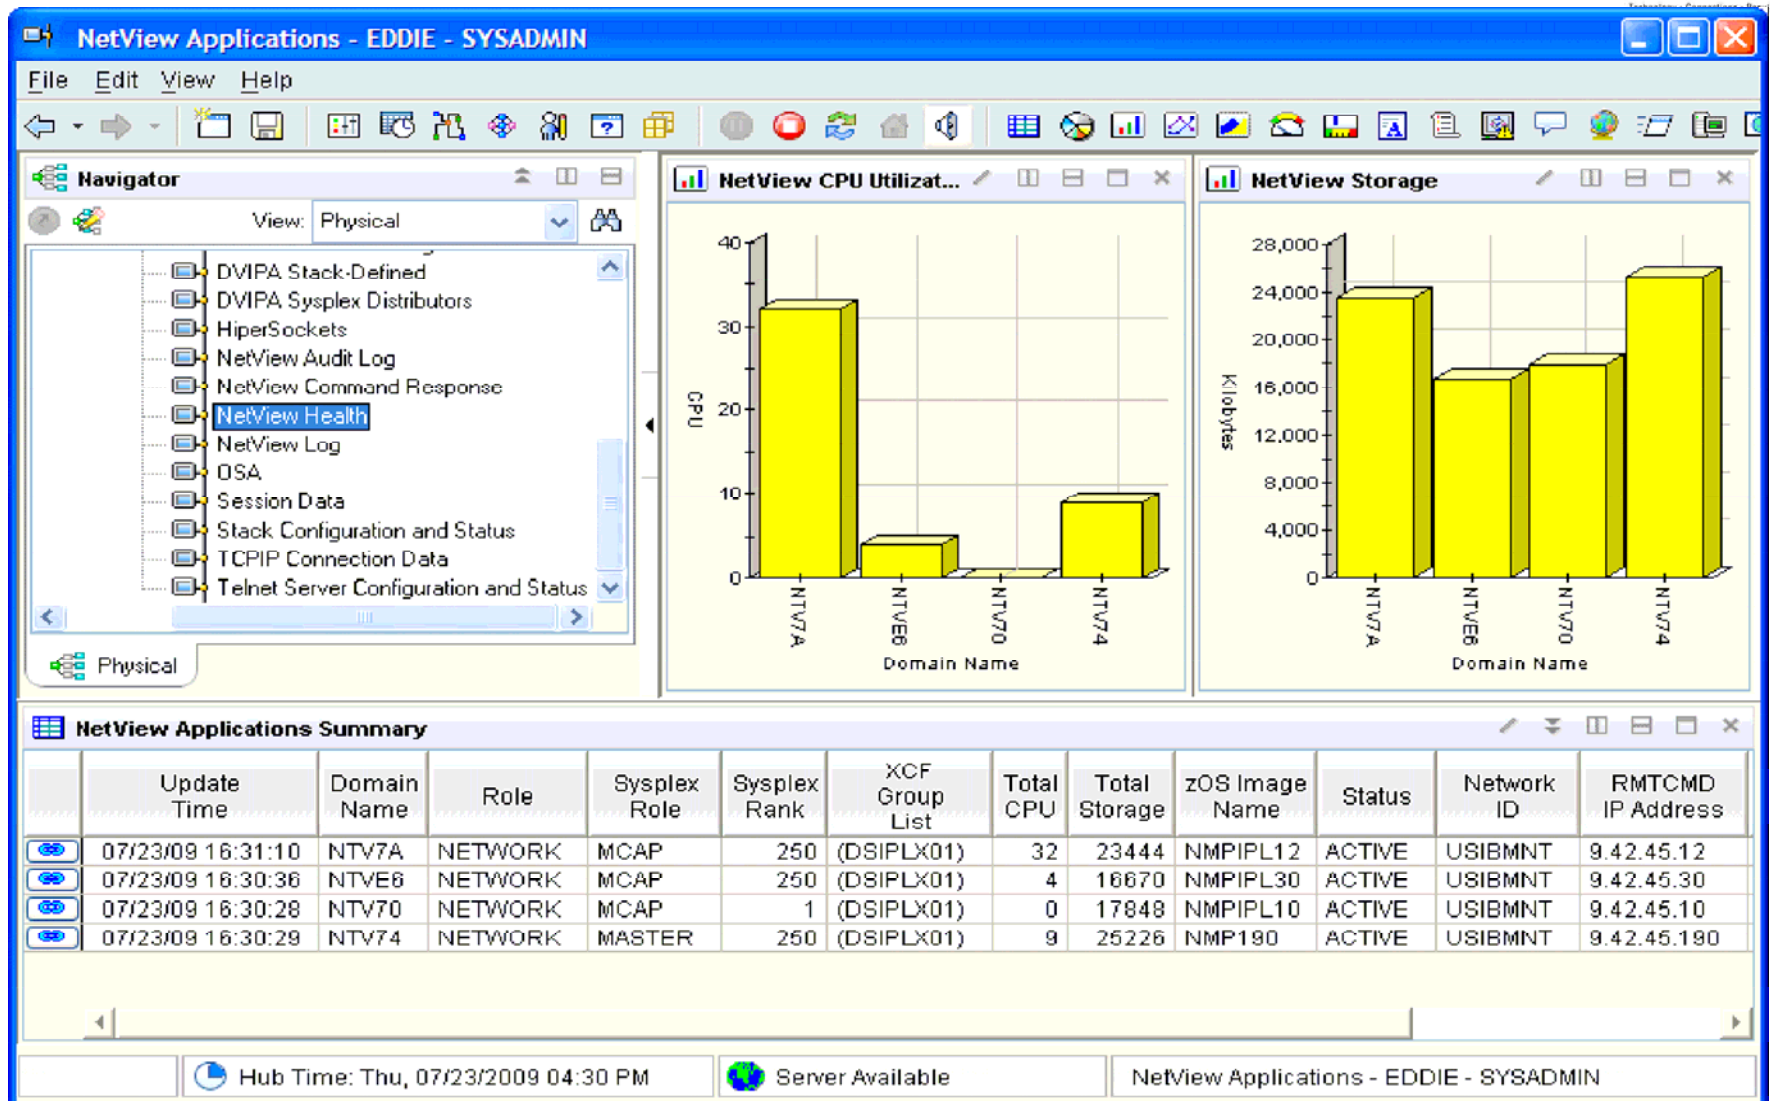 NetView Applications - EDDIE - SYSADMIN
File Edit View Help
Navigator
View: Physical
DVIPA Stack-Defined
DVIPA Sysplex Distributors
HiperSockets
NetView Audit Log
NetView Command Response
NetView Health
NetView Log
OSA
Session Data
Stack Configuration and Status
TCPIP Connection Data
Telnet Server Configuration and Status
Physical
NetView CPU Utilizat...
40
30
20
10
0
CPU
NTV7A NTVE6 NTV70 NTV74
Domain Name
NetView Storage
28,000
24,000
20,000
16,000
12,000
8,000
4,000
0
Kilobytes
NTV7A NTVE6 NTV70 NTV74
Domain Name
NetView Applications Summary
Update Time Domain Name Role Sysplex Role Sysplex Rank XCF Group List Total CPU Total Storage zOS Image Name Status Network ID RMTCMD IP Address
07/23/09 16:31:10 NTV7A NETWORK MCAP 250 (DSIPLX01) 32 23444 NMPIPL12 ACTIVE USIBMNT 9.42.45.12
07/23/09 16:30:36 NTVE6 NETWORK MCAP 250 (DSIPLX01) 4 16670 NMPIPL30 ACTIVE USIBMNT 9.42.45.30
07/23/09 16:30:28 NTV70 NETWORK MCAP 1 (DSIPLX01) 0 17848 NMPIPL10 ACTIVE USIBMNT 9.42.45.10
07/23/09 16:30:29 NTV74 NETWORK MASTER 250 (DSIPLX01) 9 25226 NMP190 ACTIVE USIBMNT 9.42.45.190
Hub Time: Thu, 07/23/2009 04:30 PM
Server Available
NetView Applications - EDDIE - SYSADMIN